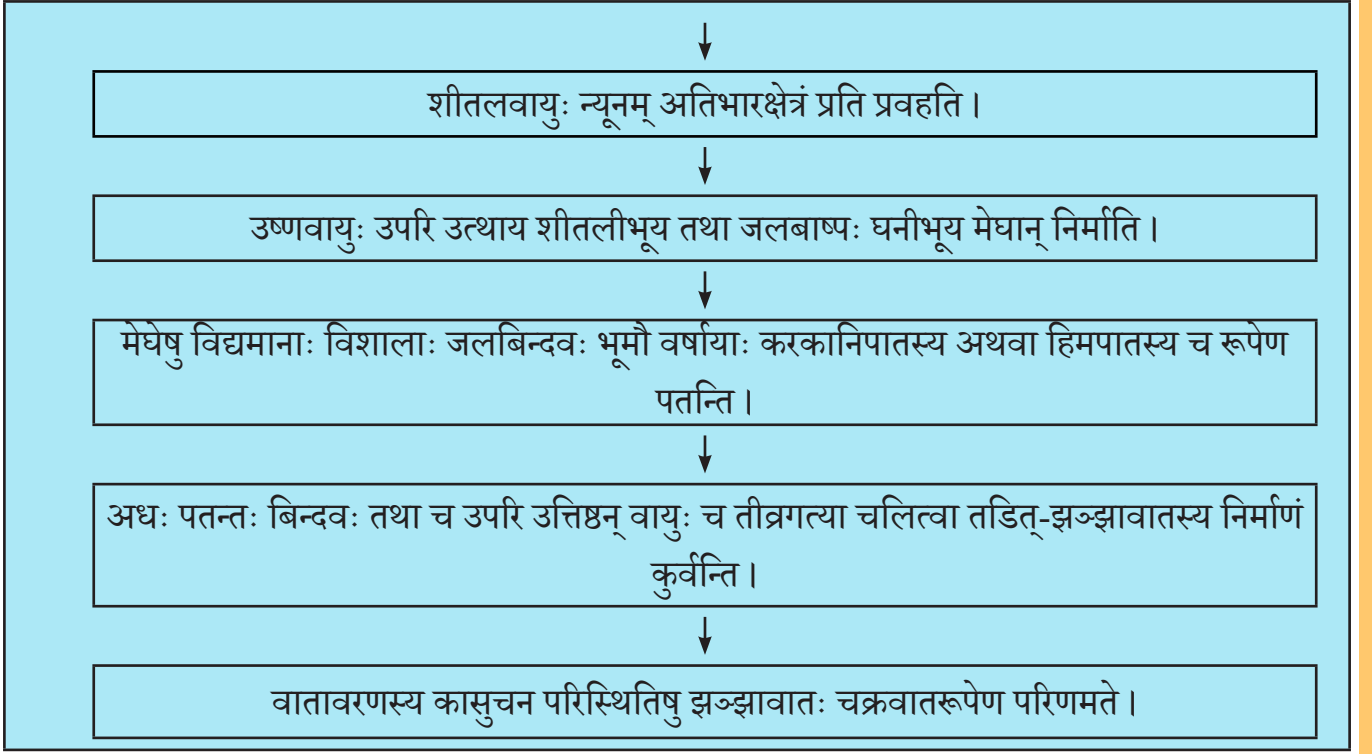 शीतलवायुः न्यूनम् अतिभारक्षेत्रं प्रति प्रवहति।
उष्णवायुः उपरि उत्थाय शीतलीभूय तथा जलबाष्पः घनीभूय मेघान् निर्माति।
मेघेषु विद्यमानाः विशालाः जलबिन्दवः भूमौ वर्षायाः करकानिपातस्य अथवा हिमपातस्य च रूपेण
पतन्ति।
अधः पतन्तः बिन्दवः तथा च उपरि उत्तिष्ठन् वायुः च तीव्रगत्या चलित्वा तडित्-झञ्झावातस्य निर्माणं
कुर्वन्ति।
वातावरणस्य कासुचन परिस्थितिषु झञ्झावातः चक्रवातरूपेण परिणमते।